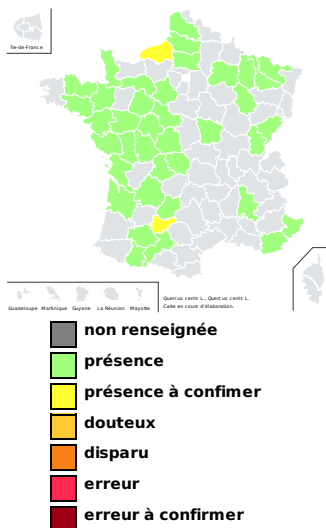 Île-de-France
Guadeloupe Martinique Guyane La Réunion Mayotte
Quercus cerris L., Quercus cerris L.
Carte en cours d'élaboration.
non renseignée
présence
présence à confimer
douteux
disparu
erreur
erreur à confirmer